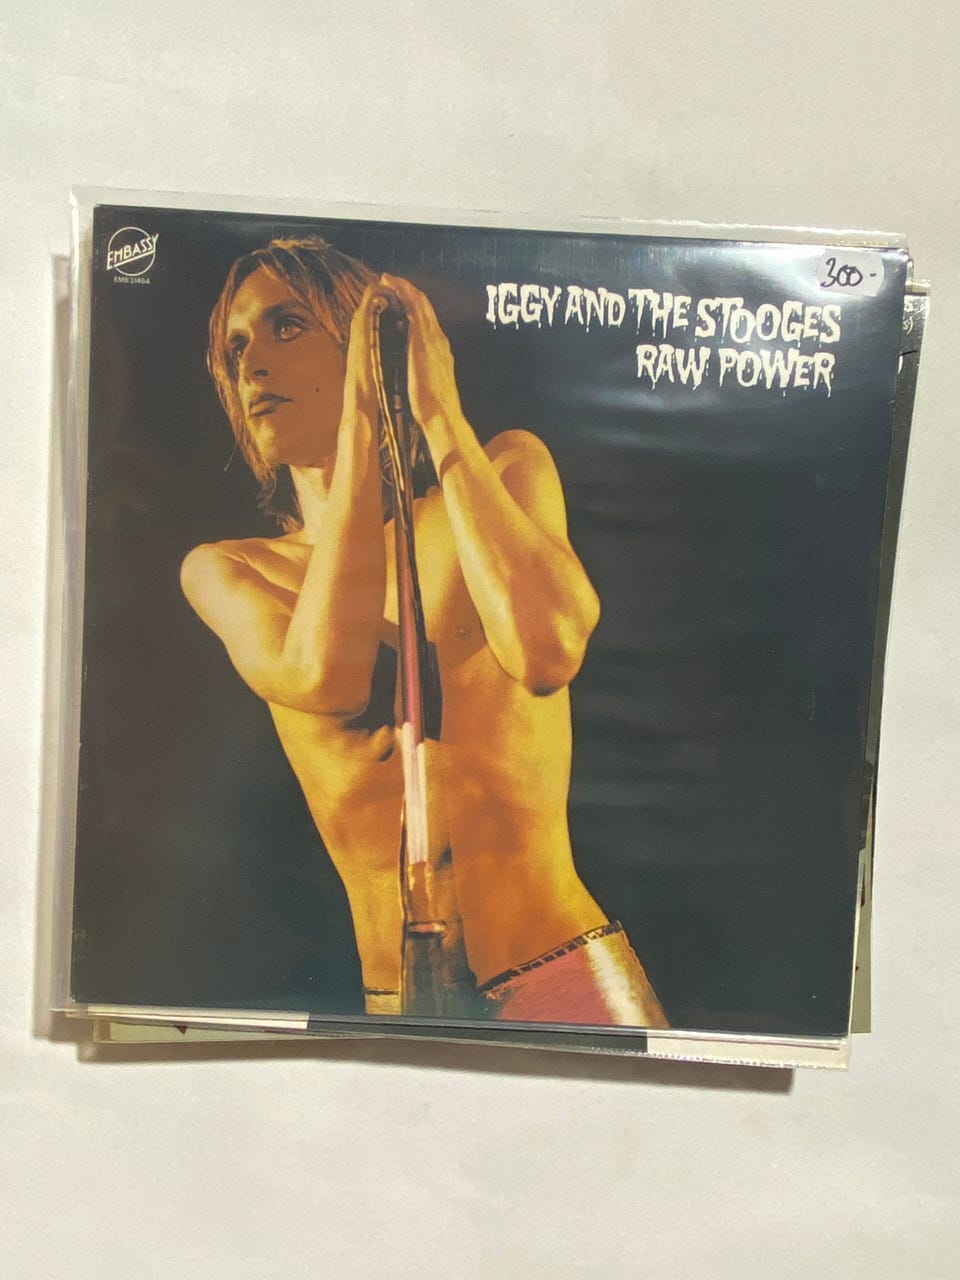 EMBASSY
EMB 31464
300-
IGGY AND THE STOOGES
RAW POWER